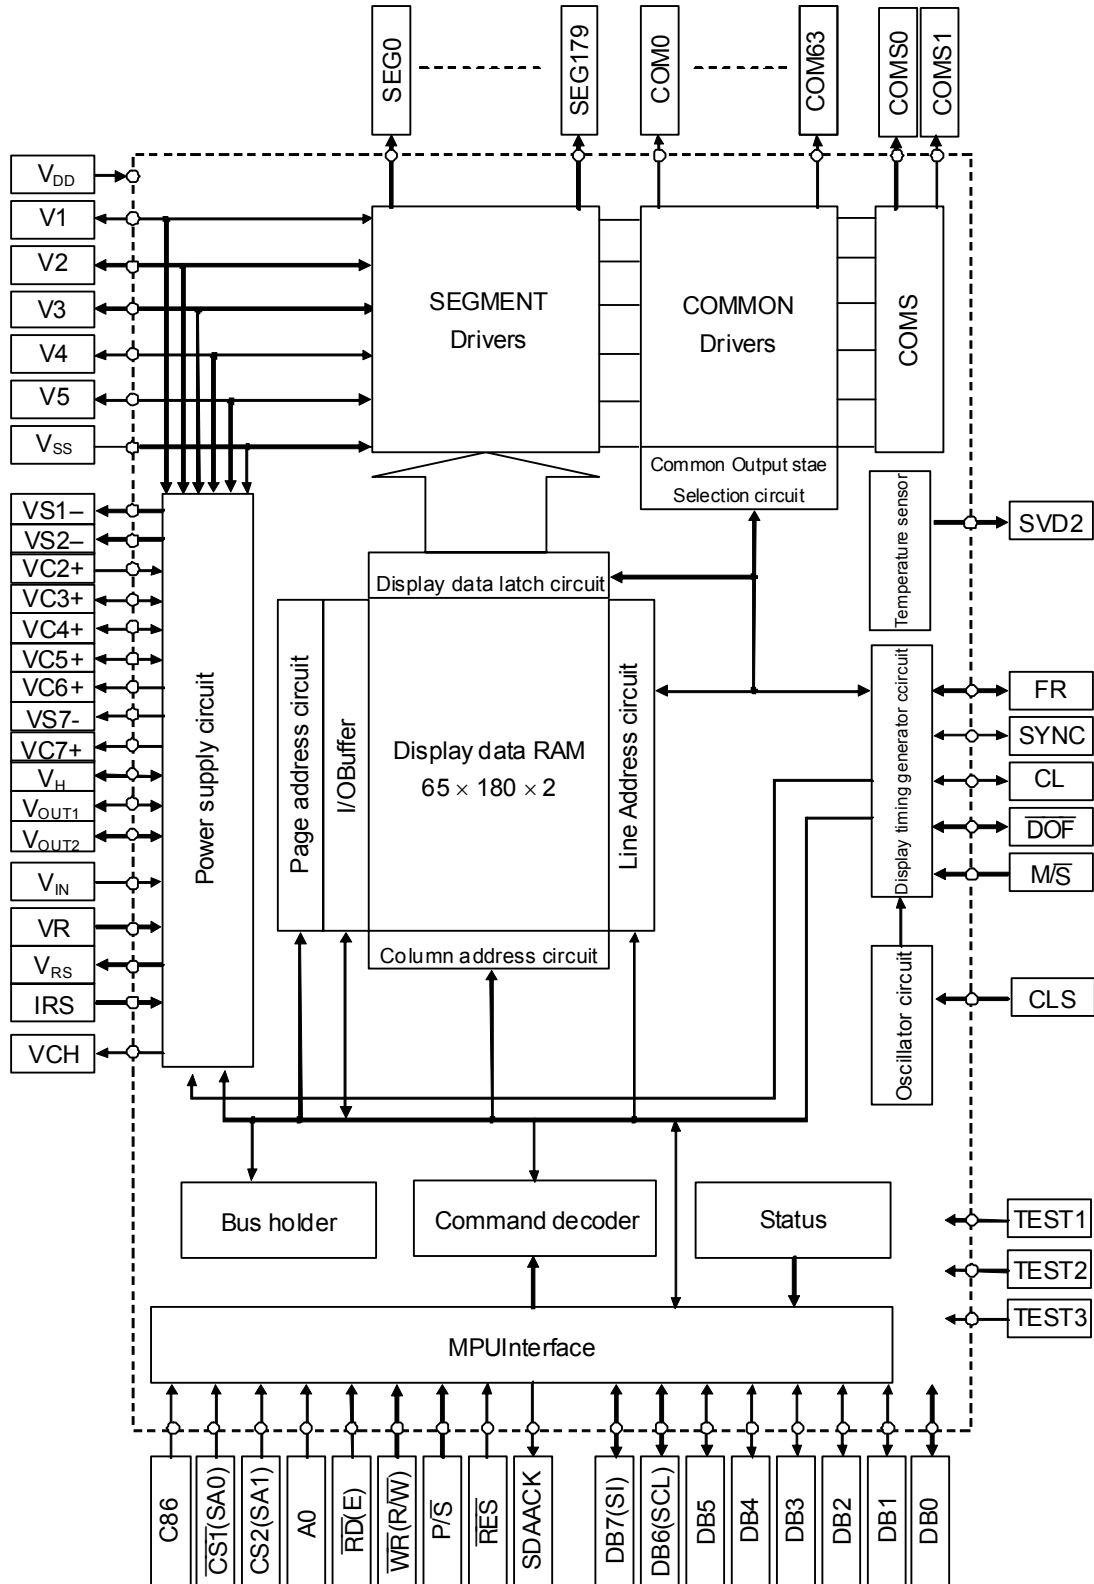 SEG0
SEG179
COM0
COM63
COMS0
COMS1
VDD
V1
V2
V3
V4
V5
VSS
SEGMENT
Drivers
COMMON
Drivers
COMS
Common Output stae
Selection circuit
VS1–
VS2–
VC2+
VC3+
VC4+
VC5+
VC6+
VS7-
VC7+
VH
VOUT1
VOUT2
VIN
VR
VRS
IRS
VCH
Power supply circuit
Display data latch circuit
Page address circuit
I/OBuffer
Display data RAM
65 × 180 × 2
Line Address circuit
Column address circuit
Temperature sensor
SVD2
Display timing generator ccircuit
FR
SYNC
CL
D̅O̅F̅
M/S̅
Oscillator circuit
CLS
Bus holder
Command decoder
Status
TEST1
TEST2
TEST3
MPUInterface
C86
C̅S̅1̅(SA0)
CS2(SA1)
A0
R̅D̅(E)
W̅R̅(R/W̅)
P/S̅
R̅E̅S̅
SDAACK
DB7(SI)
DB6(SCL)
DB5
DB4
DB3
DB2
DB1
DB0